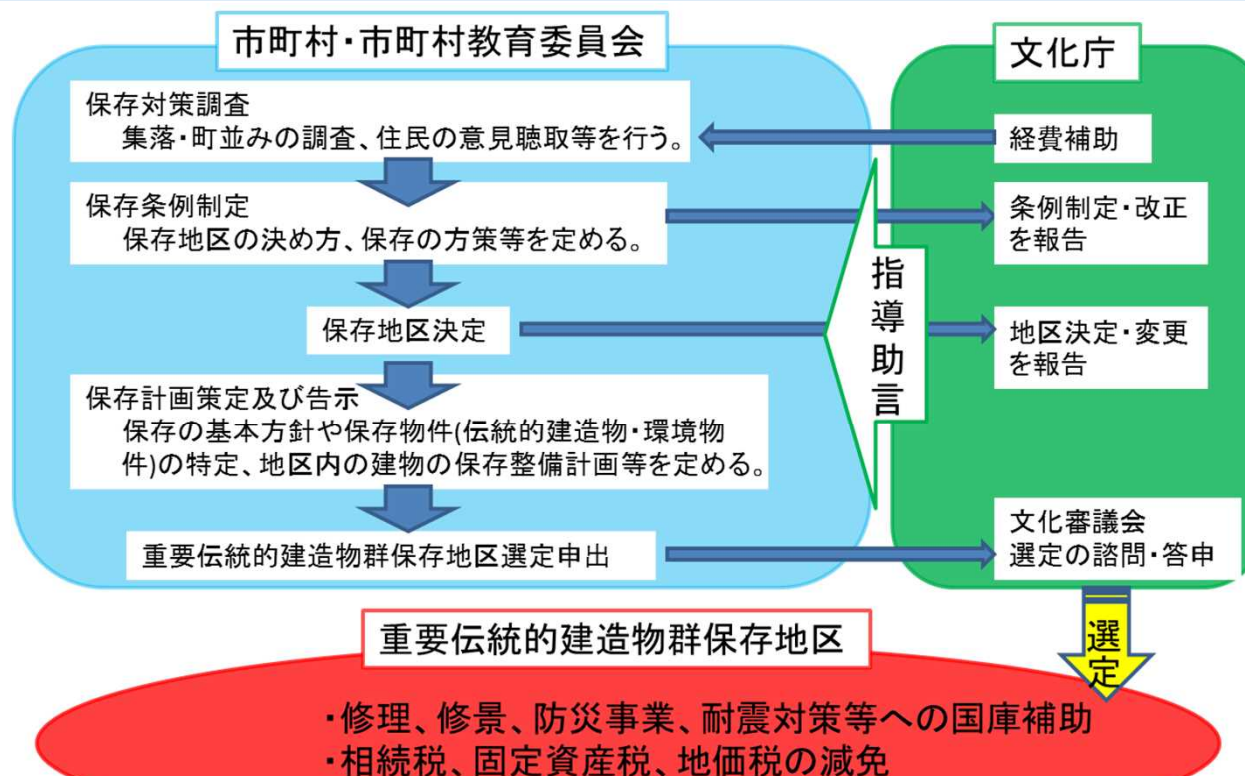 市町村・市町村教育委員会
保存対策調査
集落・町並みの調査、住民の意見聴取等を行う。
保存条例制定
保存地区の決め方、保存の方策等を定める。
保存地区決定
保存計画策定及び告示
保存の基本方針や保存物件(伝統的建造物・環境物
件)の特定、地区内の建物の保存整備計画等を定める。
重要伝統的建造物群保存地区選定申出
指導助言
文化庁
経費補助
条例制定・改正
を報告
地区決定・変更
を報告
文化審議会
選定の諮問・答申
選定
重要伝統的建造物群保存地区
・修理、修景、防災事業、耐震対策等への国庫補助
・相続税、固定資産税、地価税の減免